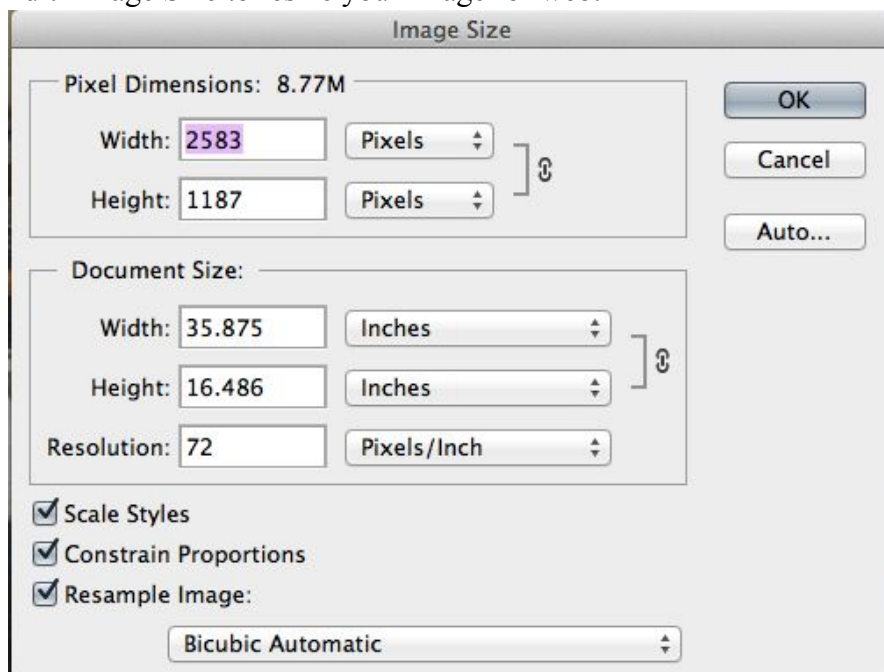 Image Size
Pixel Dimensions: 8.77M
Width: 2583 Pixels
Height: 1187 Pixels
OK
Cancel
Auto...
Document Size:
Width: 35.875 Inches
Height: 16.486 Inches
Resolution: 72 Pixels/Inch
Scale Styles
Constrain Proportions
Resample Image:
Bicubic Automatic